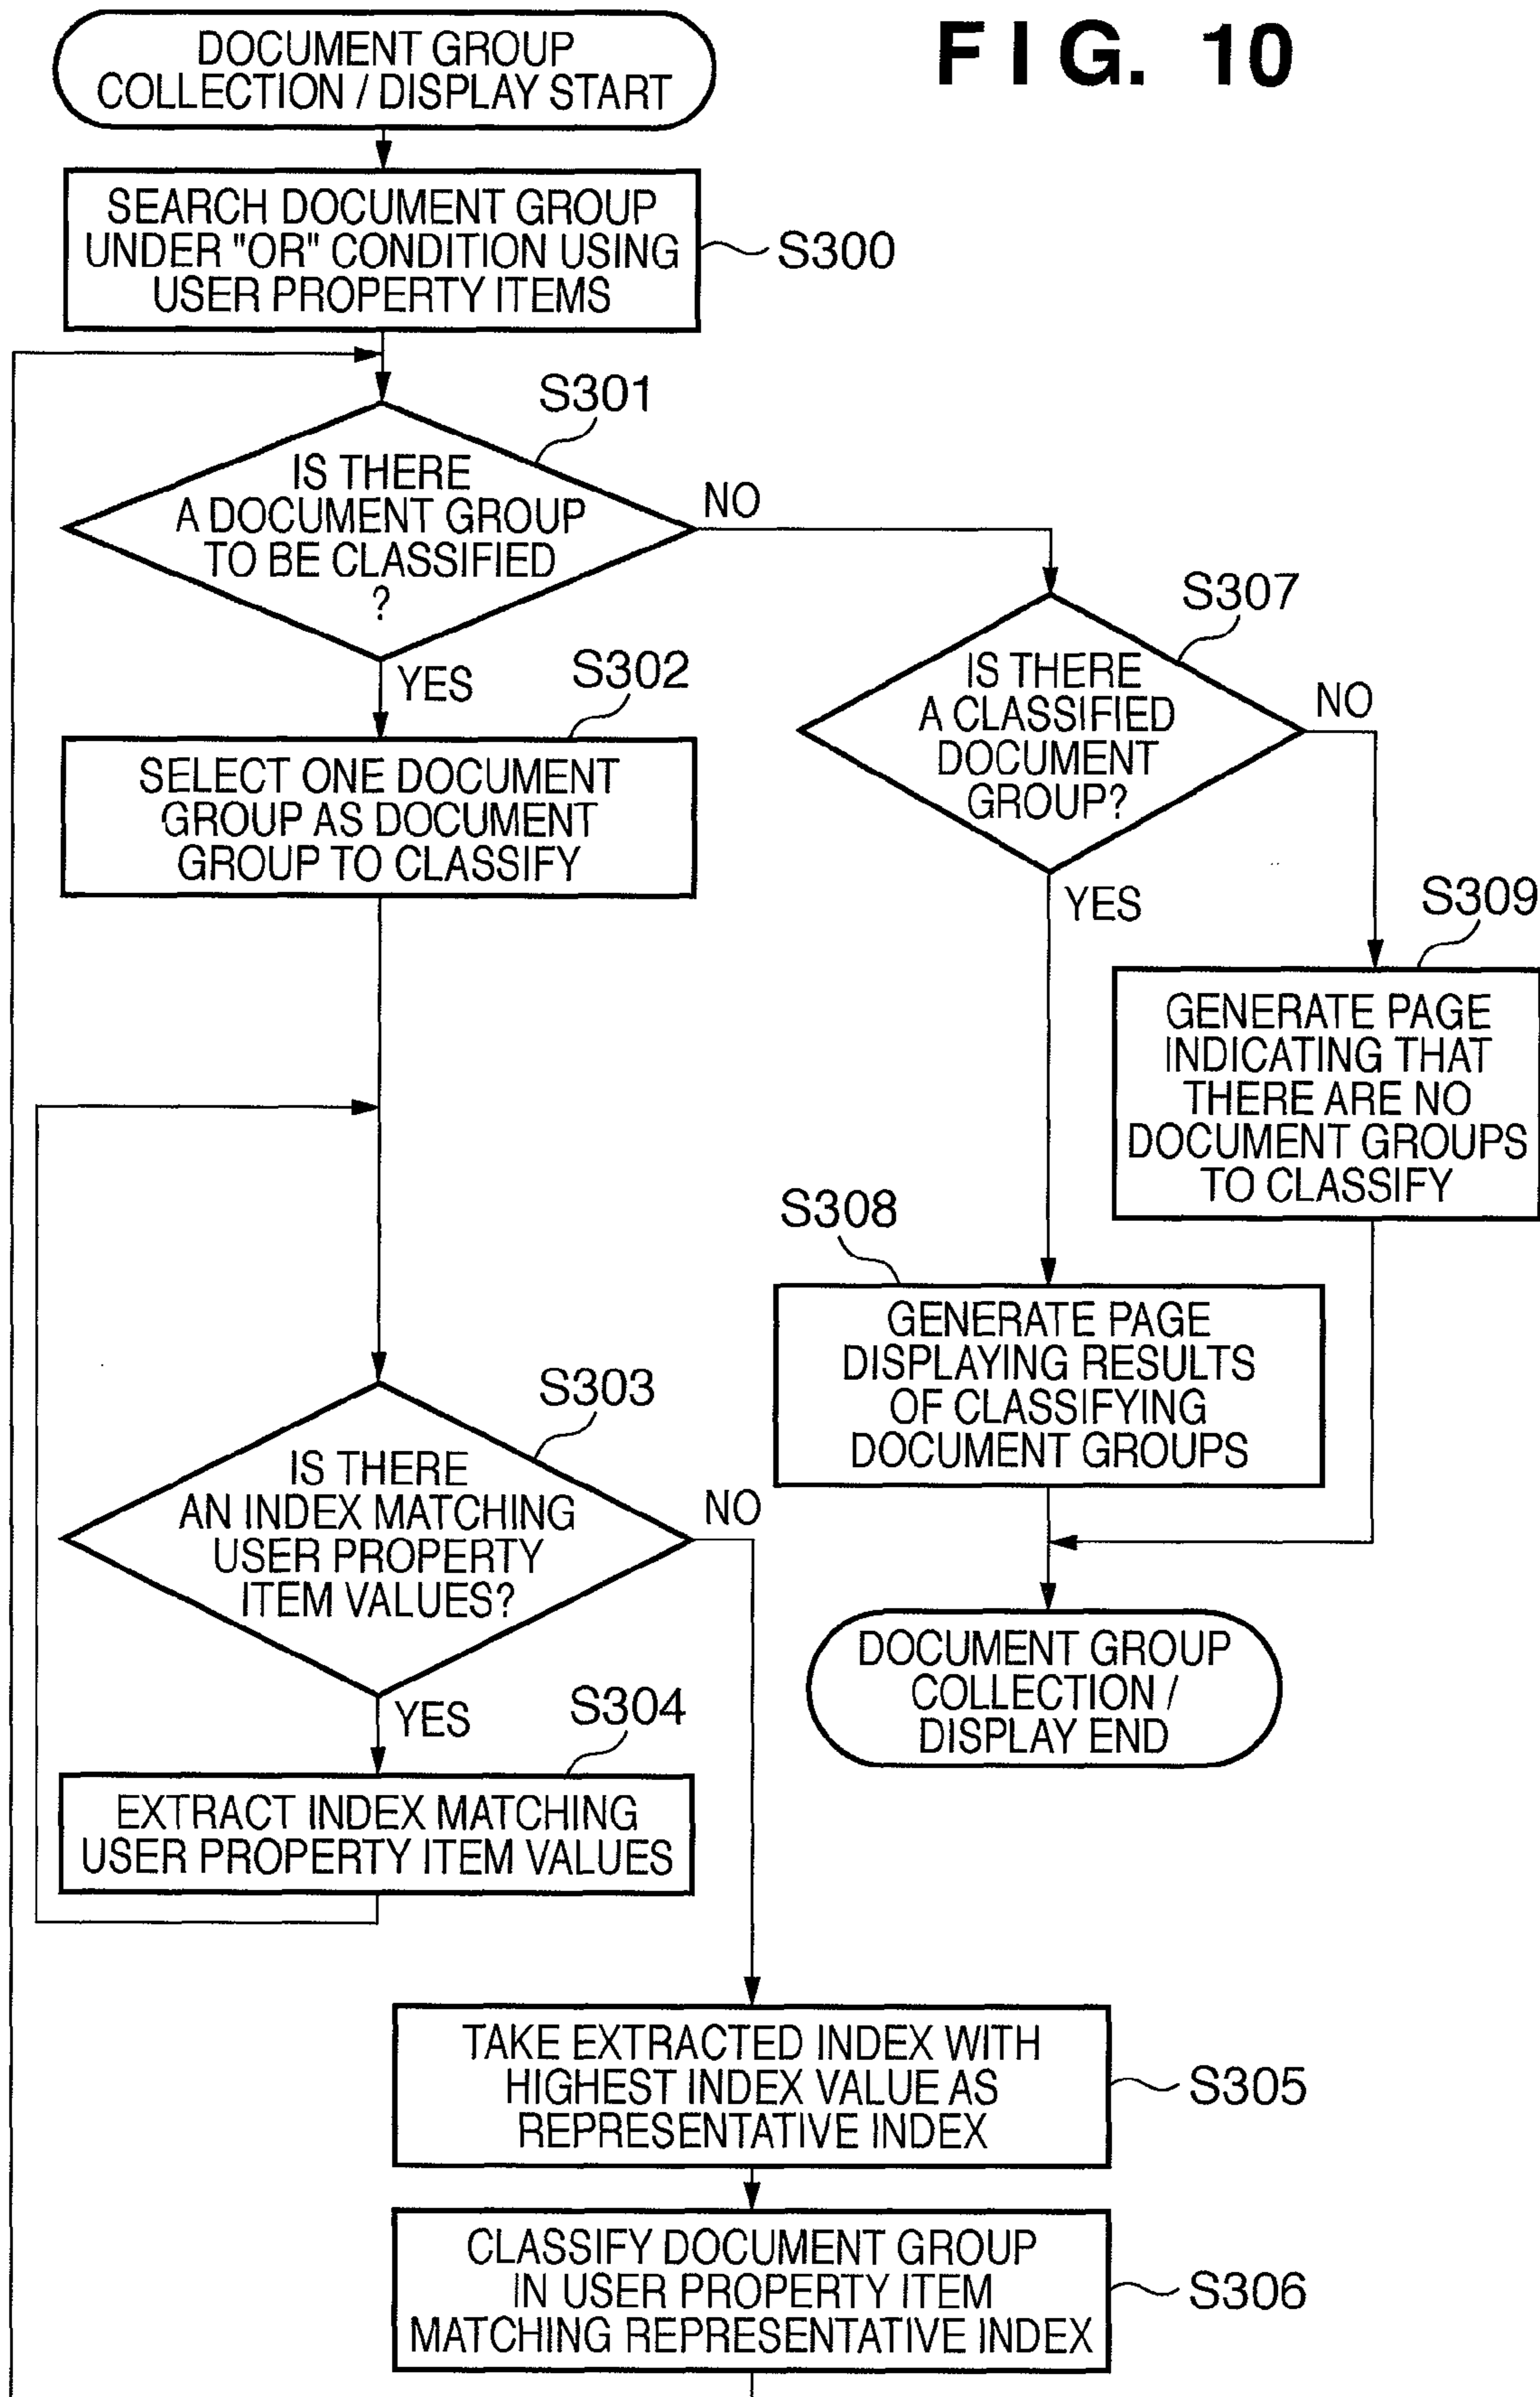 FIG. 10
DOCUMENT GROUP
COLLECTION / DISPLAY START
SEARCH DOCUMENT GROUP
UNDER "OR" CONDITION USING
USER PROPERTY ITEMS
S300
S301
IS THERE
A DOCUMENT GROUP
TO BE CLASSIFIED
?
NO
YES
S302
SELECT ONE DOCUMENT
GROUP AS DOCUMENT
GROUP TO CLASSIFY
S307
IS THERE
A CLASSIFIED
DOCUMENT
GROUP?
NO
YES
S309
GENERATE PAGE
INDICATING THAT
THERE ARE NO
DOCUMENT GROUPS
TO CLASSIFY
S308
GENERATE PAGE
DISPLAYING RESULTS
OF CLASSIFYING
DOCUMENT GROUPS
S303
IS THERE
AN INDEX MATCHING
USER PROPERTY
ITEM VALUES?
NO
YES
DOCUMENT GROUP
COLLECTION /
DISPLAY END
S304
EXTRACT INDEX MATCHING
USER PROPERTY ITEM VALUES
TAKE EXTRACTED INDEX WITH
HIGHEST INDEX VALUE AS
REPRESENTATIVE INDEX
S305
CLASSIFY DOCUMENT GROUP
IN USER PROPERTY ITEM
MATCHING REPRESENTATIVE INDEX
S306